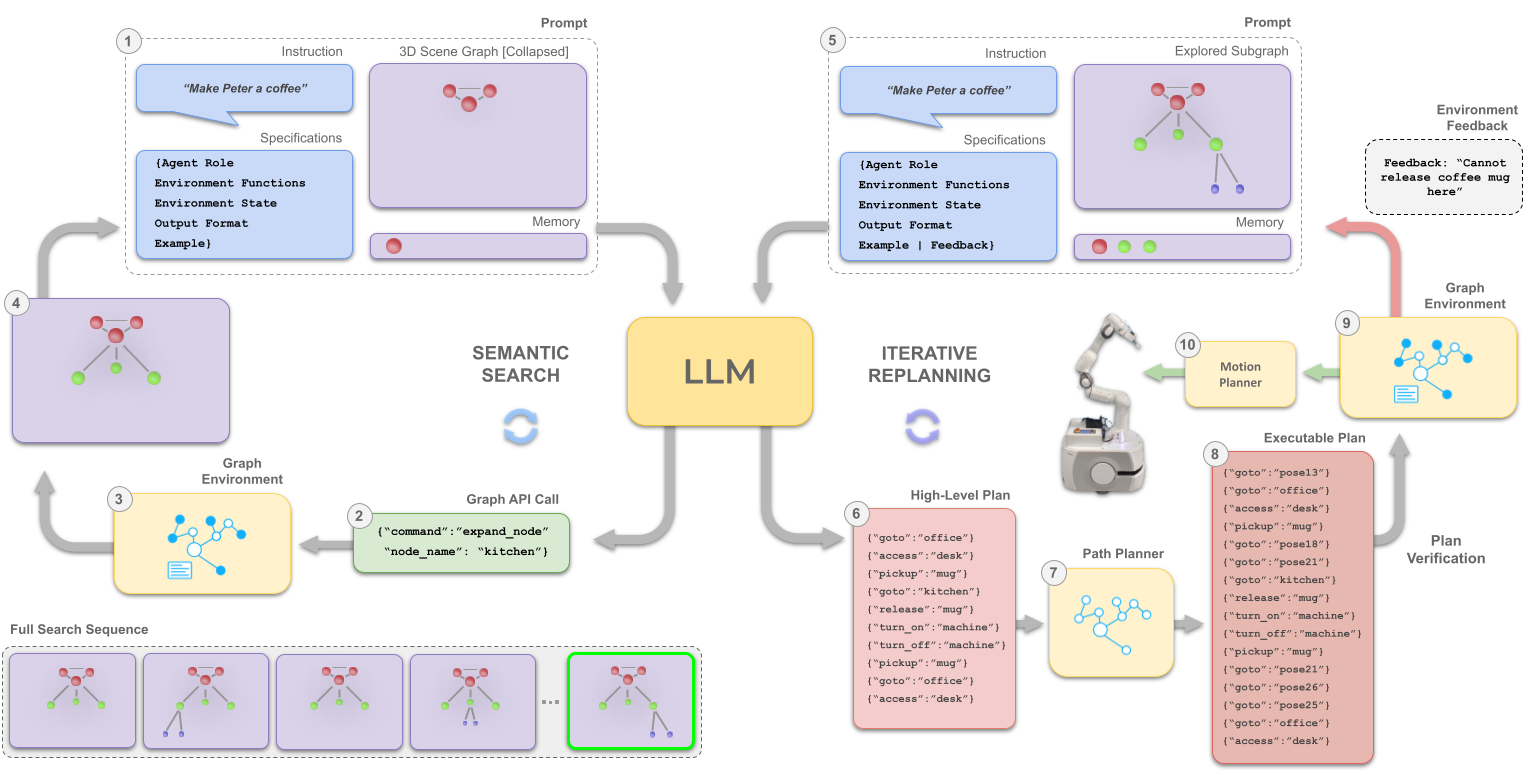 Prompt
1
Instruction
3D Scene Graph [Collapsed]
“Make Peter a coffee”
Specifications
{Agent Role
Environment Functions
Environment State
Output Format
Example}
Memory
Prompt
5
Instruction
Explored Subgraph
“Make Peter a coffee”
Specifications
{Agent Role
Environment Functions
Environment State
Output Format
Example | Feedback}
Memory
Environment
Feedback
Feedback: “Cannot
release coffee mug
here”
4
SEMANTIC
SEARCH
LLM
ITERATIVE
REPLANNING
10
Motion
Planner
Graph
Environment
9
Graph
Environment
3
Graph API Call
2
{“command”:”expand_node”
“node_name”: “kitchen”}
High-Level Plan
6
{“goto”:”office”}
{“access”:”desk”}
{“pickup”:”mug”}
{“goto”:”kitchen”}
{“release”:”mug”}
{“turn_on”:”machine”}
{“turn_off”:”machine”}
{“pickup”:”mug”}
{“goto”:”office”}
{“access”:”desk”}
Path Planner
7
Executable Plan
8
{“goto”:”pose13”}
{“goto”:”office”}
{“access”:”desk”}
{“pickup”:”mug”}
{“goto”:”pose18”}
{“goto”:”pose21”}
{“goto”:”kitchen”}
{“release”:”mug”}
{“turn_on”:”machine”}
{“turn_off”:”machine”}
{“pickup”:”mug”}
{“goto”:”pose21”}
{“goto”:”pose26”}
{“goto”:”pose25”}
{“goto”:”office”}
{“access”:”desk”}
Plan
Verification
Full Search Sequence
...